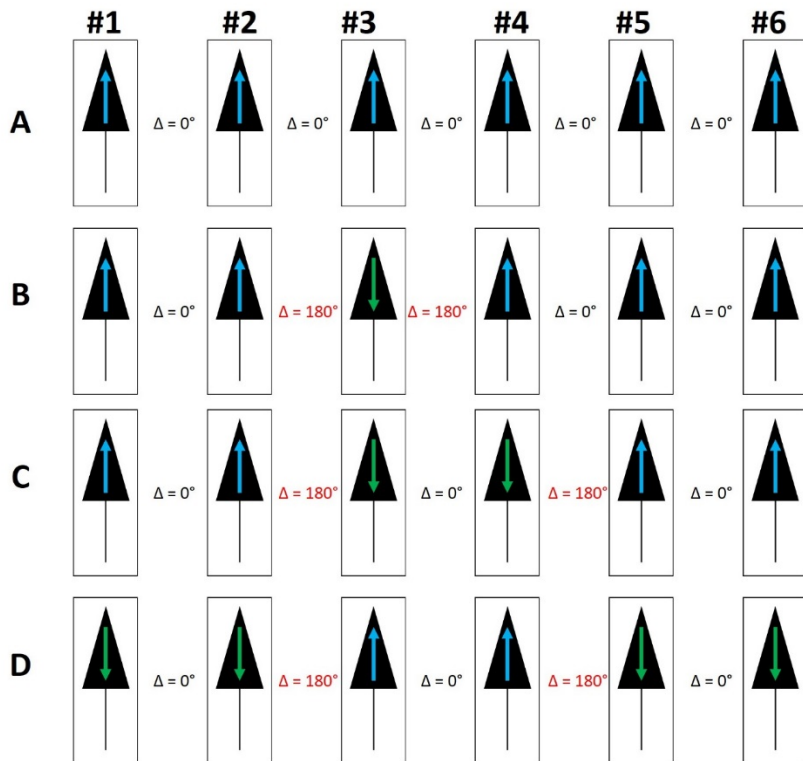 #1 #2 #3 #4 #5 #6
A Δ = 0° Δ = 0° Δ = 0° Δ = 0° Δ = 0°
B Δ = 0° Δ = 180° Δ = 180° Δ = 0° Δ = 0°
C Δ = 0° Δ = 180° Δ = 0° Δ = 180° Δ = 0°
D Δ = 0° Δ = 180° Δ = 0° Δ = 180° Δ = 0°